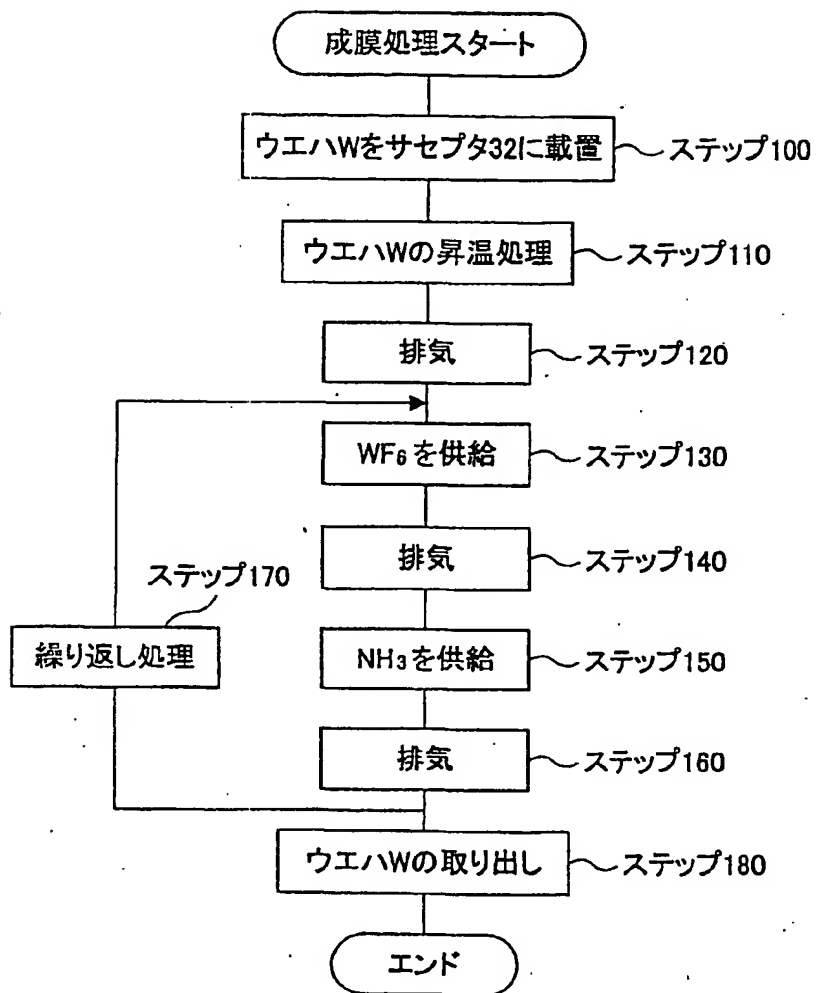 成膜処理スタート
ウエハWをサセプタ32に載置
ステップ100
ウエハWの昇温処理
ステップ110
排気
ステップ120
WF₆を供給
ステップ130
排気
ステップ140
ステップ170
繰り返し処理
NH₃を供給
ステップ150
排気
ステップ160
ウエハWの取り出し
ステップ180
エンド